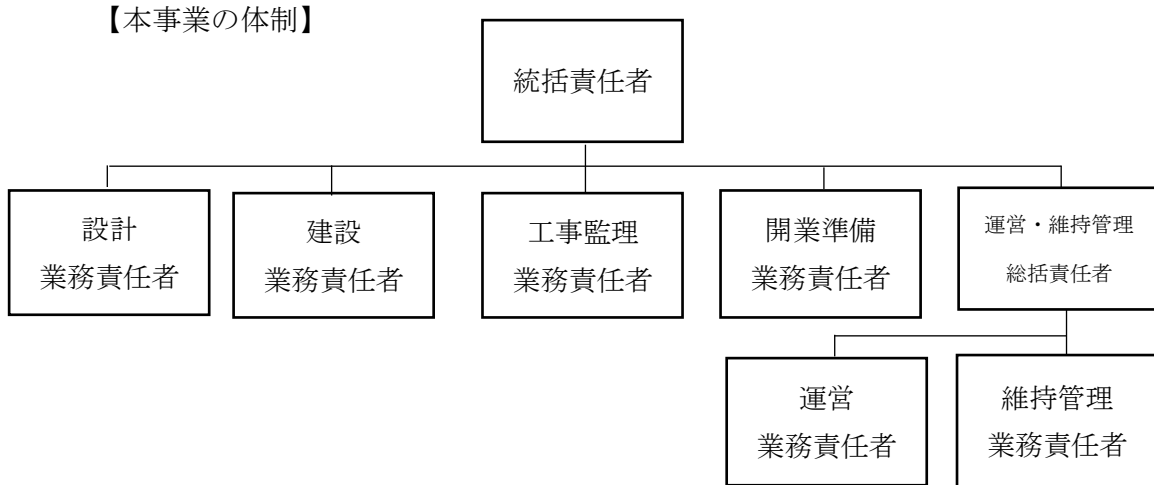 【本事業の体制】
統括責任者
設計
業務責任者
建設
業務責任者
工事監理
業務責任者
開業準備
業務責任者
運営・維持管理
総括責任者
運営
業務責任者
維持管理
業務責任者